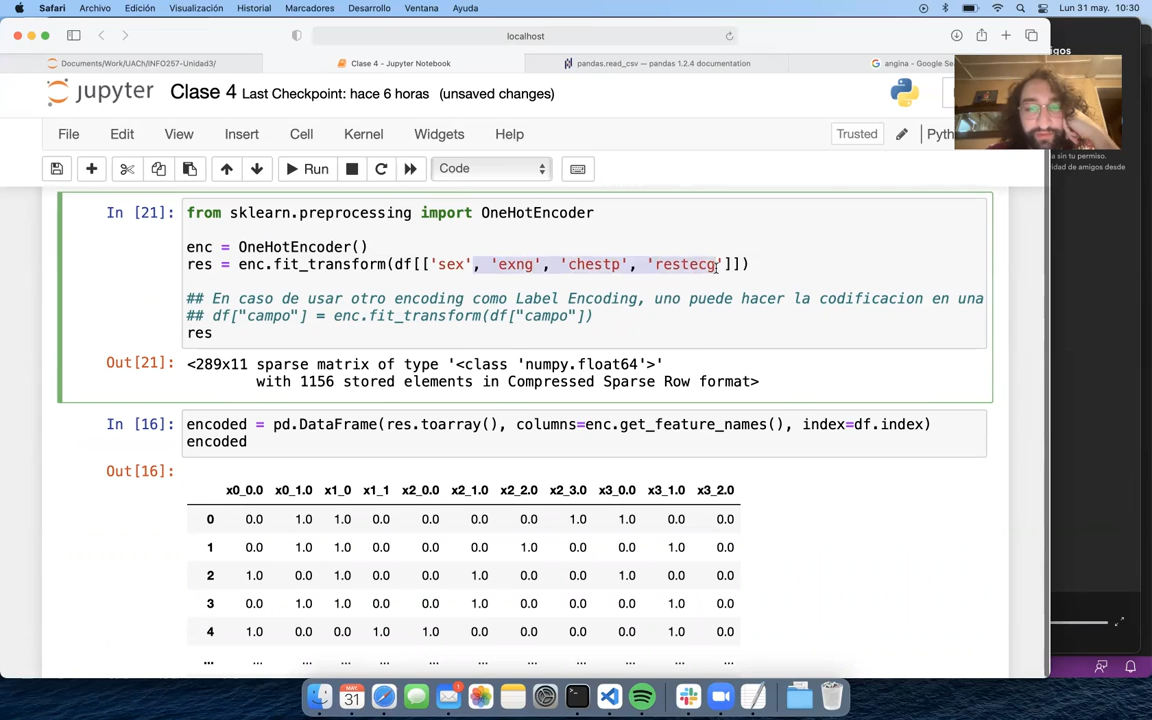 Safari Archivo Edición Visualización Historial Marcadores Desarrollo Ventana Ayuda Lun 31 may. 10:30
localhost
Documents/Work/UACh/INFO257-Unidad3/ Clase 4 - Jupyter Notebook pandas.read_csv — pandas 1.2.4 documentation angina - Google Se
igos
jupyter Clase 4 Last Checkpoint: hace 6 horas (unsaved changes)
File Edit View Insert Cell Kernel Widgets Help Trusted Pyth
a sin tu permiso.
ridad de amigos desde
Run Code
In [21]: from sklearn.preprocessing import OneHotEncoder
enc = OneHotEncoder()
res = enc.fit_transform(df[['sex', 'exng', 'chestp', 'restecg']])
## En caso de usar otro encoding como Label Encoding, uno puede hacer la codificacion en una
## df["campo"] = enc.fit_transform(df["campo"])
res
Out[21]: <289x11 sparse matrix of type '<class 'numpy.float64'>'
with 1156 stored elements in Compressed Sparse Row format>
In [16]: encoded = pd.DataFrame(res.toarray(), columns=enc.get_feature_names(), index=df.index)
encoded
Out[16]:
x0_0.0 x0_1.0 x1_0 x1_1 x2_0.0 x2_1.0 x2_2.0 x2_3.0 x3_0.0 x3_1.0 x3_2.0
0 0.0 1.0 1.0 0.0 0.0 0.0 0.0 1.0 1.0 0.0 0.0
1 0.0 1.0 1.0 0.0 0.0 0.0 1.0 0.0 0.0 1.0 0.0
2 1.0 0.0 1.0 0.0 0.0 1.0 0.0 0.0 1.0 0.0 0.0
3 0.0 1.0 1.0 0.0 0.0 1.0 0.0 0.0 0.0 1.0 0.0
4 1.0 0.0 0.0 1.0 1.0 0.0 0.0 0.0 0.0 1.0 0.0
... ... ... ... ... ... ... ... ... ... ... ...
MAY. 31 1